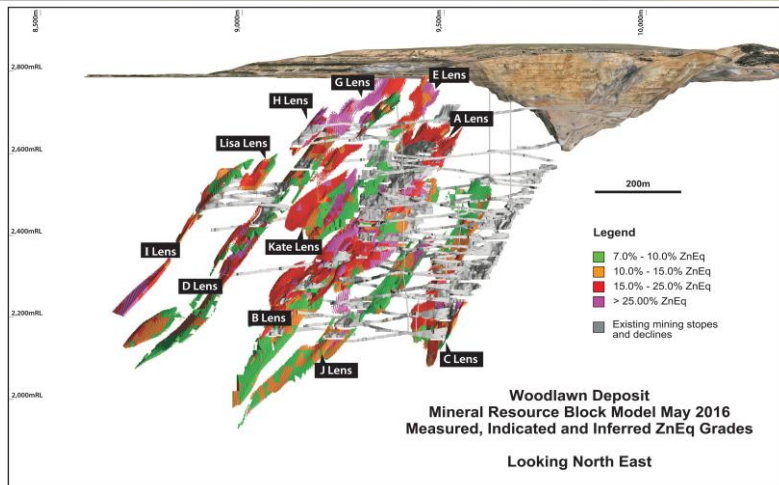 8,500m
9,000m
9,500m
10,000m
2,800mRL
G Lens
E Lens
H Lens
A Lens
2,600mRL
Lisa Lens
200m
Legend
7.0% - 10.0% ZnEq
10.0% - 15.0% ZnEq
15.0% - 25.0% ZnEq
> 25.00% ZnEq
Existing mining stopes
and declines
2,400mRL
Kate Lens
I Lens
D Lens
2,200mRL
B Lens
C Lens
J Lens
2,000mRL
Woodlawn Deposit
Mineral Resource Block Model May 2016
Measured, Indicated and Inferred ZnEq Grades
Looking North East